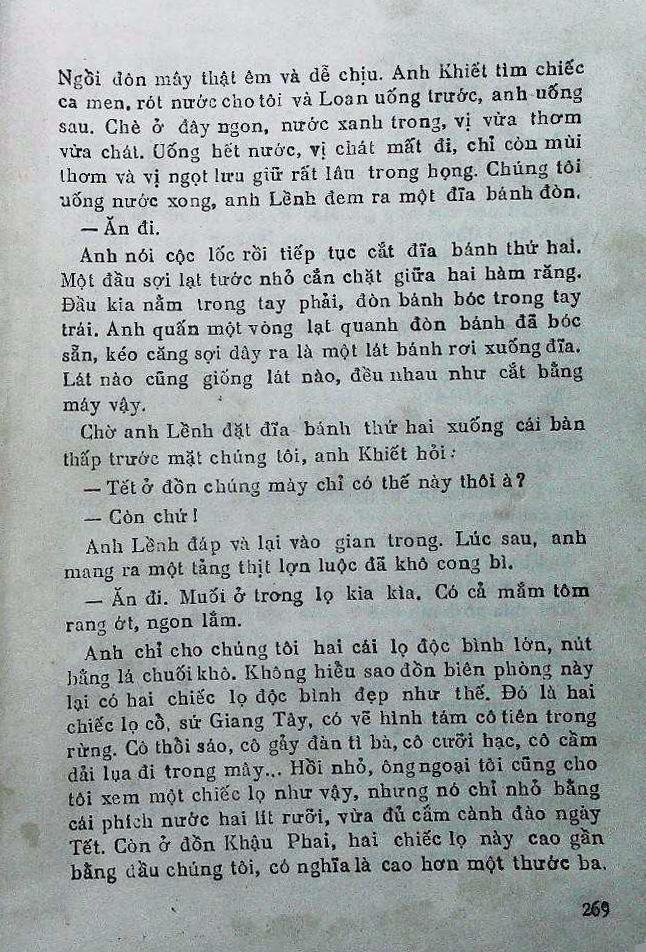 Ngồi đôn mây thật êm và dễ chịu. Anh Khiết tìm chiếc
ca men, rót nước cho tôi và Loan uống trước, anh uống
sau. Chè ở đây ngon, nước xanh trong, vị vừa thơm
vừa chát. Uống hết nước, vị chát mất đi, chỉ còn mùi
thơm và vị ngọt lưu giữ rất lâu trong họng. Chúng tôi
uống nước xong, anh Lềnh đem ra một đĩa bánh đòn.
— Ăn đi.
Anh nói cộc lốc rồi tiếp tục cắt đĩa bánh thứ hai.
Một đầu sợi lạt tước nhỏ cắn chặt giữa hai hàm răng.
Đầu kia nằm trong tay phải, đòn bánh bóc trong tay
trái. Anh quấn một vòng lạt quanh đòn bánh đã bóc
sẵn, kéo căng sợi dây ra là một lát bánh rơi xuống đĩa.
Lát nào cũng giống lát nào, đều nhau như cắt bằng
máy vậy.
Chờ anh Lềnh đặt đĩa bánh thứ hai xuống cái bàn
thấp trước mặt chúng tôi, anh Khiết hỏi:
— Tết ở đồn chúng mày chỉ có thế này thôi à?
— Còn chứ!
Anh Lềnh đáp và lại vào gian trong. Lúc sau, anh
mang ra một tảng thịt lợn luộc đã khô cong bì.
— Ăn đi. Muối ở trong lọ kia kìa. Có cả mắm tôm
rang ớt, ngon lắm.
Anh chỉ cho chúng tôi hai cái lọ độc bình lớn, nút
bằng lá chuối khô. Không hiểu sao đồn biên phòng này
lại có hai chiếc lọ độc bình đẹp như thế. Đó là hai
chiếc lọ cổ, sứ Giang Tây, có vẽ hình tám cô tiên trong
rừng. Cô thổi sáo, cô gảy đàn tì bà, cô cưỡi hạc, cô cầm
dải lụa đi trong mây... Hồi nhỏ, ông ngoại tôi cũng cho
tôi xem một chiếc lọ như vậy, nhưng nó chỉ nhỏ bằng
cái phích nước hai lít rưỡi, vừa đủ cắm cành đào ngày
Tết. Còn ở đồn Khậu Phai, hai chiếc lọ này cao gần
bằng đầu chúng tôi, có nghĩa là cao hơn một thước ba.
269